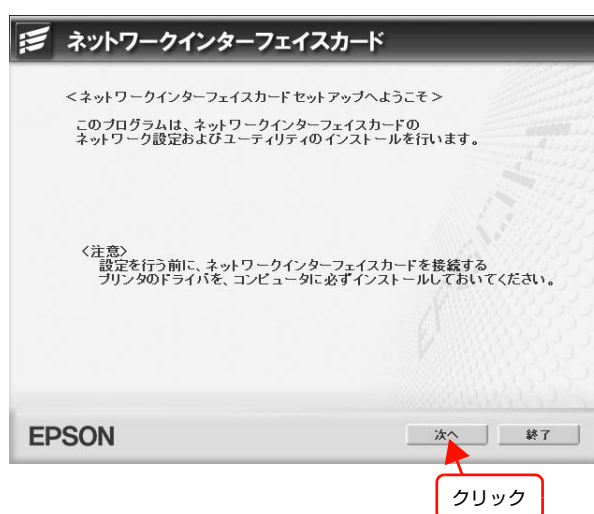 ネットワークインターフェイスカード
<ネットワークインターフェイスカードセットアップへようこそ>
このプログラムは、ネットワークインターフェイスカードの
ネットワーク設定およびユーティリティのインストールを行います。
<注意>
設定を行う前に、ネットワークインターフェイスカードを接続する
プリンタのドライバを、コンピュータに必ずインストールしておいてください。
EPSON
次へ
終了
クリック